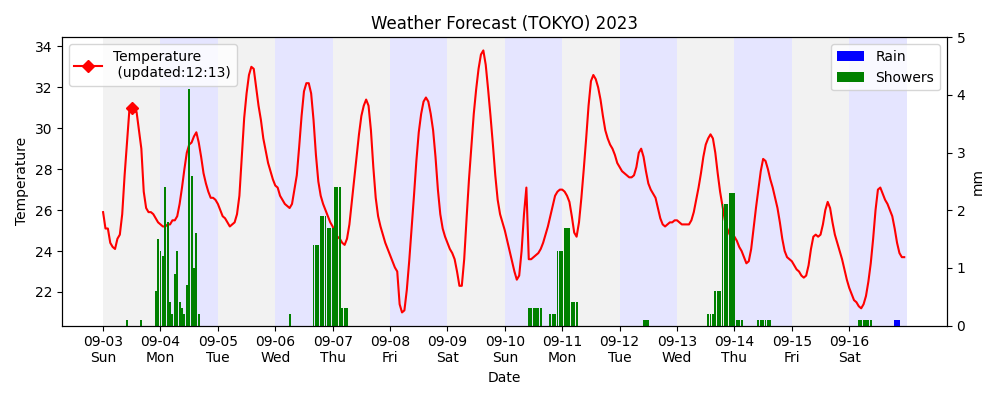 Weather Forecast (TOKYO) 2023
Temperature
(updated:12:13)
Rain
Showers
34
32
30
28
26
24
22
Temperature
5
4
3
2
1
0
mm
09-03 09-04 09-05 09-06 09-07 09-08 09-09 09-10 09-11 09-12 09-13 09-14 09-15 09-16
Sun Mon Tue Wed Thu Fri Sat Sun Mon Tue Wed Thu Fri Sat
Date